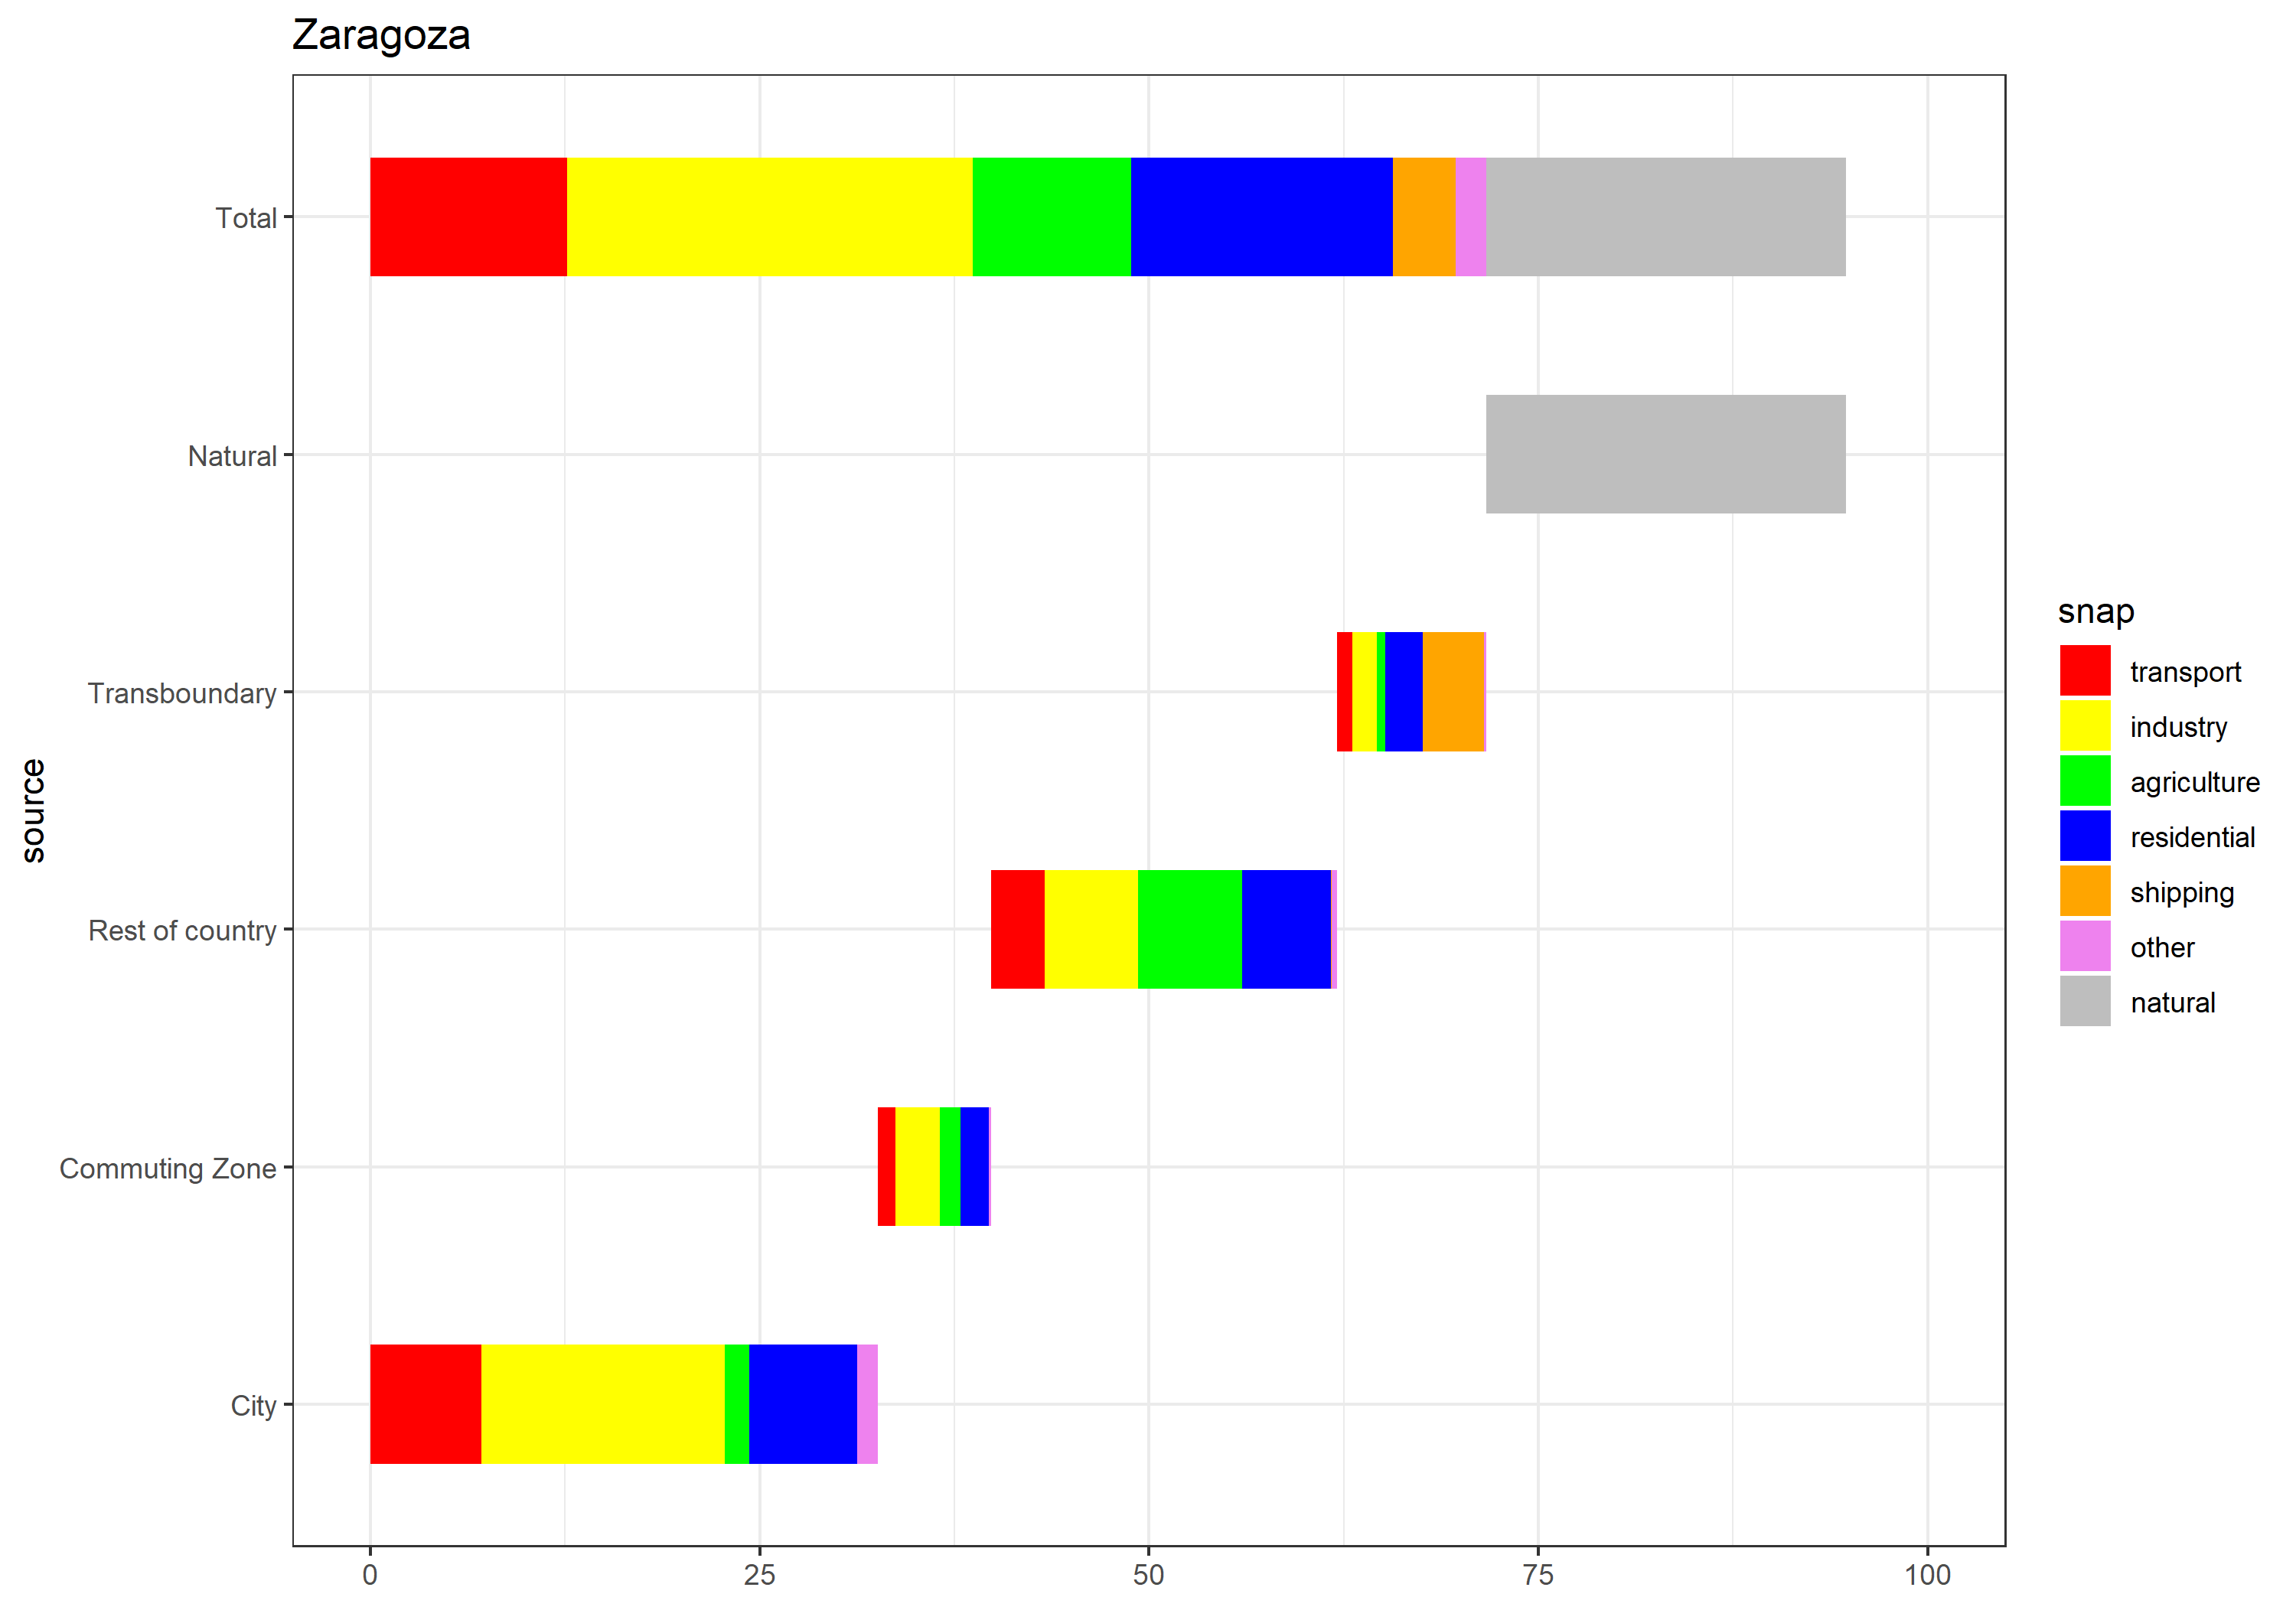 Zaragoza
Total
Natural
Transboundary
Rest of country
Commuting Zone
City
source
0 25 50 75 100
snap
transport
industry
agriculture
residential
shipping
other
natural